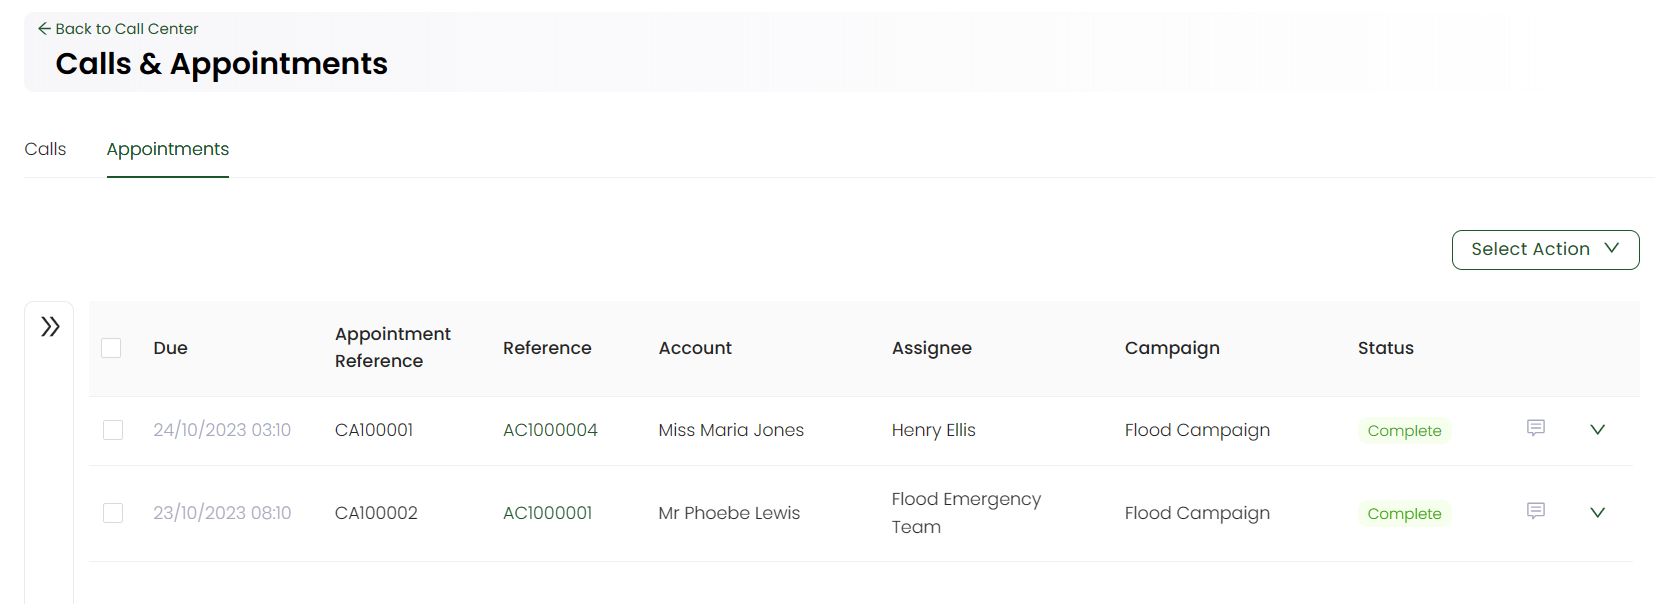 Back to Call Center
Calls & Appointments
Calls Appointments
Select Action
Due Appointment Reference Reference Account Assignee Campaign Status
24/10/2023 03:10 CA100001 AC1000004 Miss Maria Jones Henry Ellis Flood Campaign Complete
23/10/2023 08:10 CA100002 AC1000001 Mr Phoebe Lewis Flood Emergency Team Flood Campaign Complete